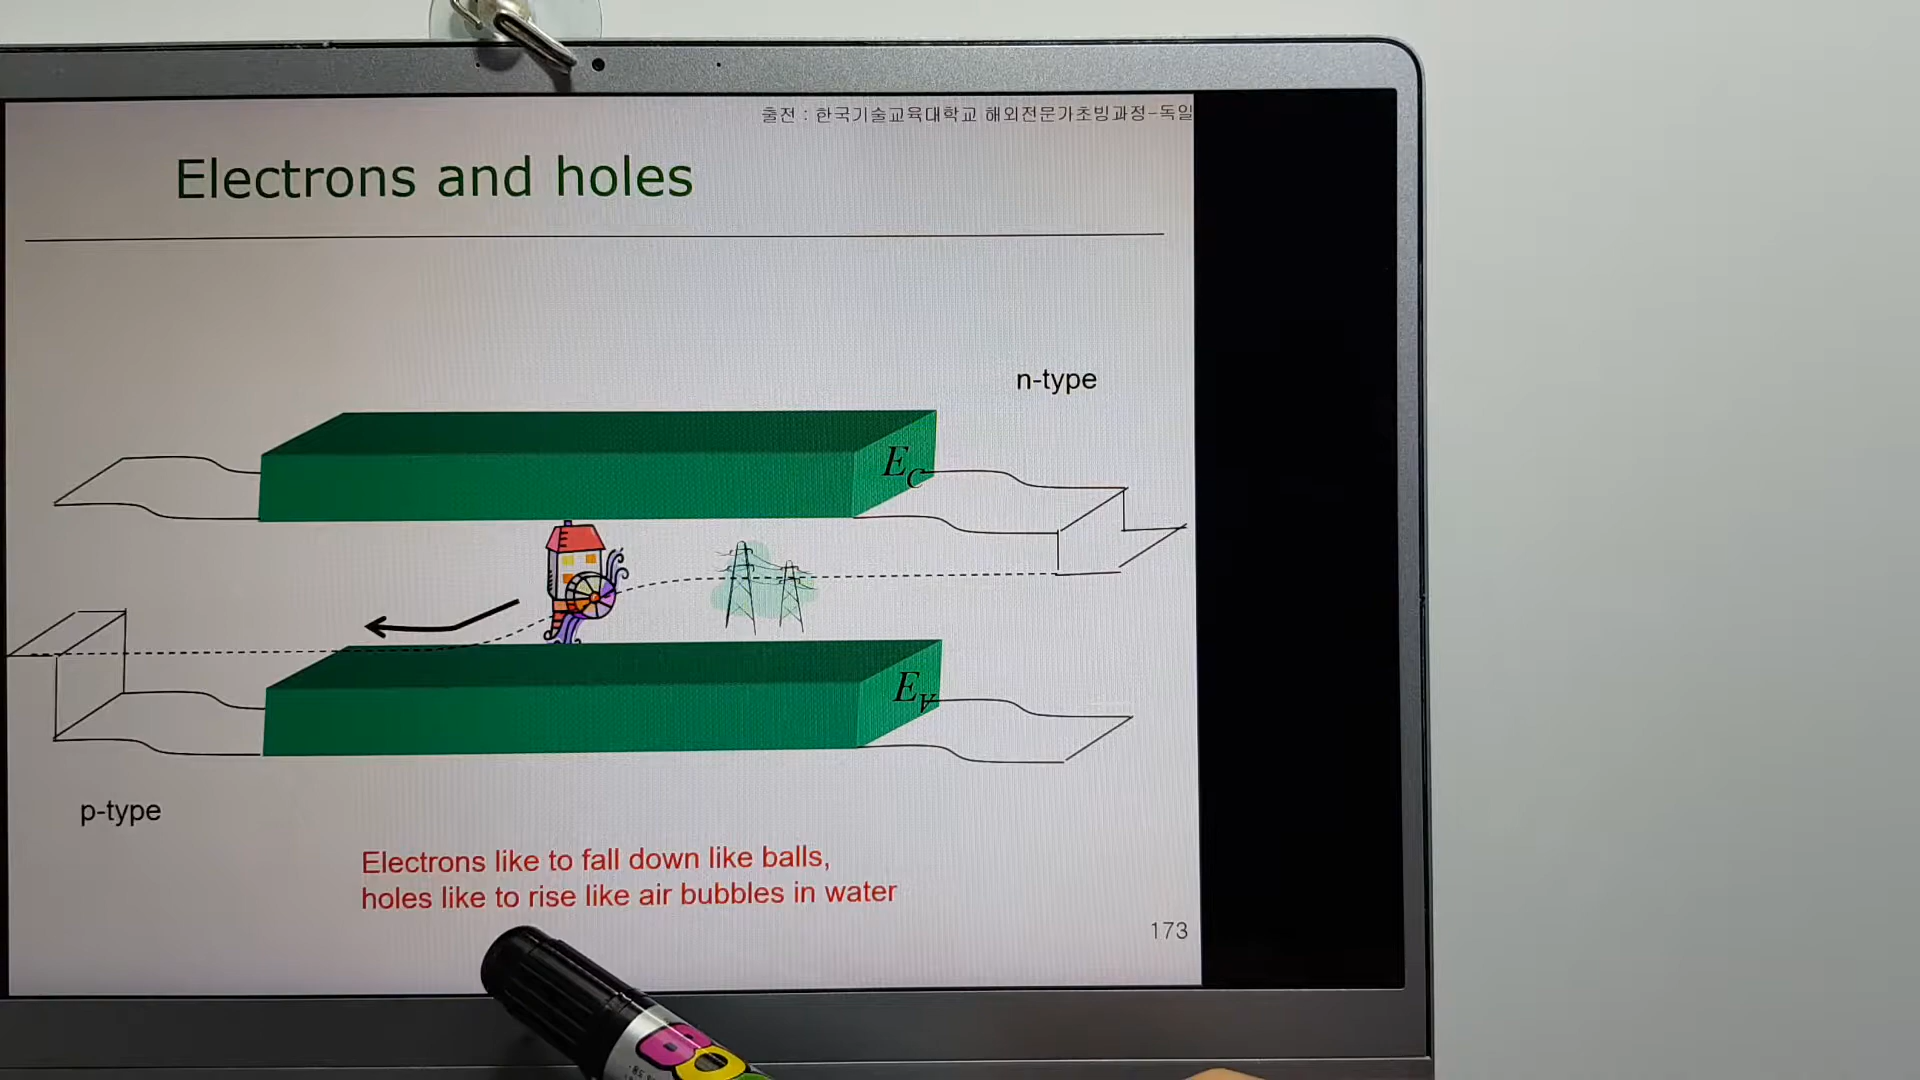 출전 : 한국기술교육대학교 해외전문가초빙과정-독일
Electrons and holes
n-type
E_C
E_V
p-type
Electrons like to fall down like balls,
holes like to rise like air bubbles in water
173